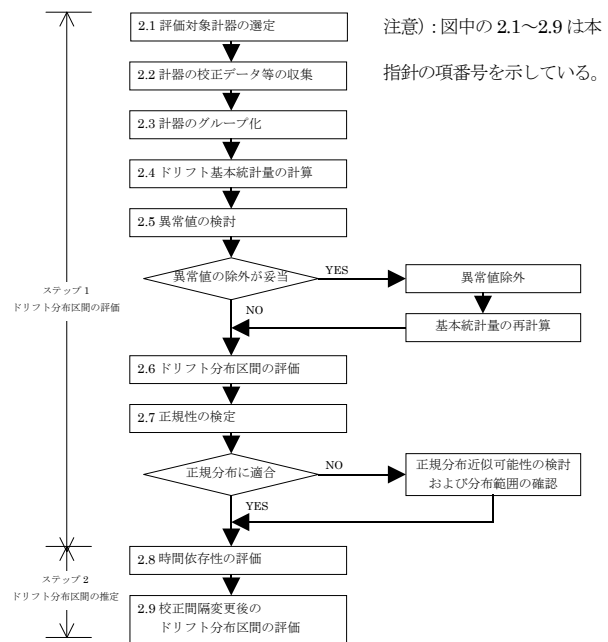 2.1 評価対象計器の選定
注意）: 図中の 2.1～2.9 は本
指針の項番号を示している。
2.2 計器の校正データ等の収集
2.3 計器のグループ化
2.4 ドリフト基本統計量の計算
2.5 異常値の検討
異常値の除外が妥当
YES
異常値除外
NO
基本統計量の再計算
ステップ 1
ドリフト分布区間の評価
2.6 ドリフト分布区間の評価
2.7 正規性の検定
正規分布に適合
NO
正規分布近似可能性の検討
および分布範囲の確認
YES
2.8 時間依存性の評価
ステップ 2
ドリフト分布区間の推定
2.9 校正間隔変更後の
ドリフト分布区間の評価